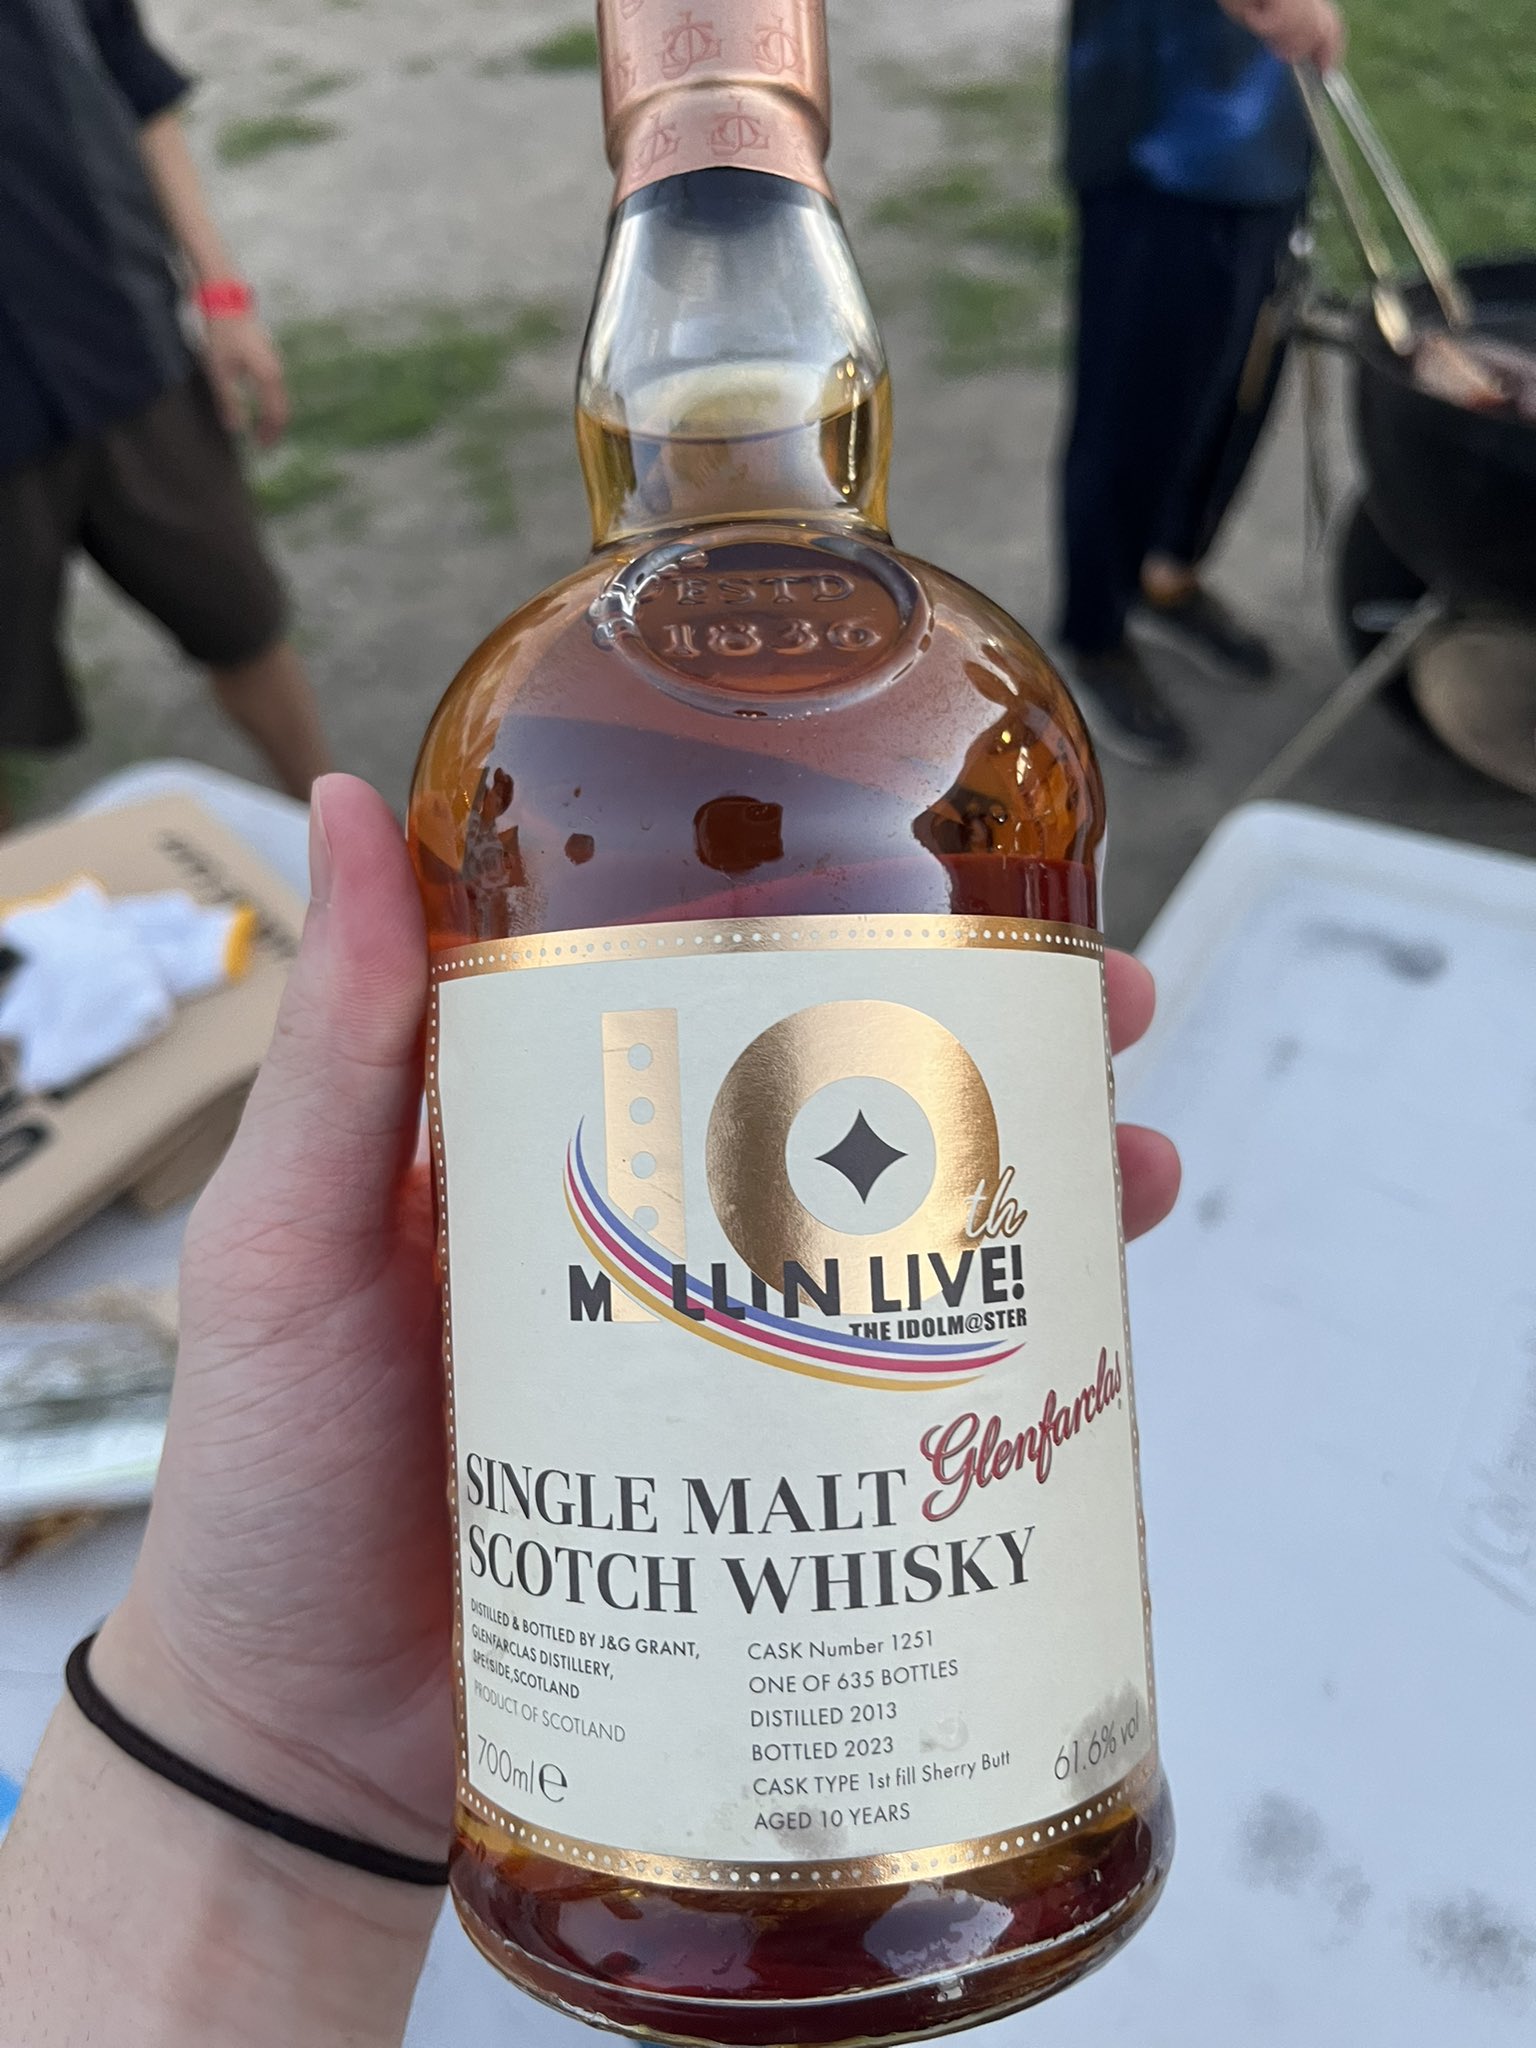 ESTD
1836
10th
MILLION LIVE!
THE IDOLM@STER
Glenfarclas
SINGLE MALT
SCOTCH WHISKY
DISTILLED & BOTTLED BY J&G GRANT,
GLENFARCLAS DISTILLERY,
SPEYSIDE,SCOTLAND
PRODUCT OF SCOTLAND
700ml e
CASK Number 1251
ONE OF 635 BOTTLES
DISTILLED 2013
BOTTLED 2023
CASK TYPE 1st fill Sherry Butt
AGED 10 YEARS
61.6% vol